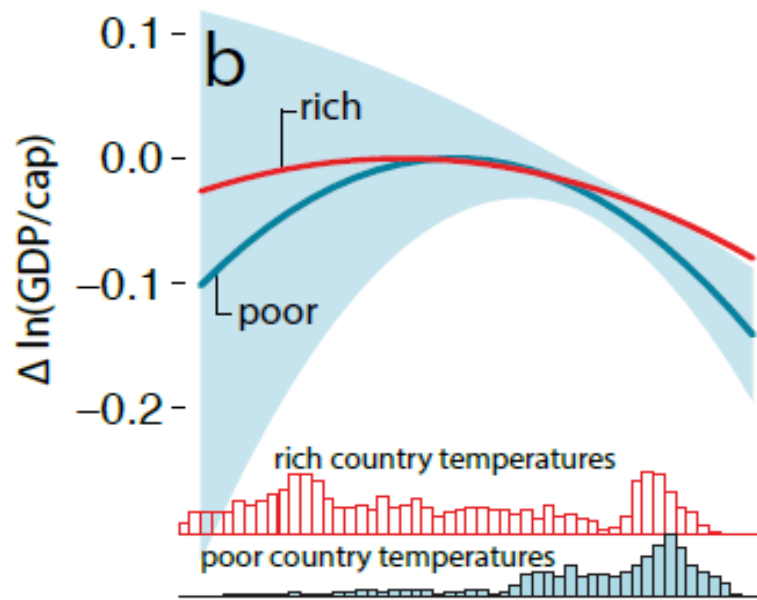 0.1
b
rich
0.0
Δ ln(GDP/cap)
−0.1
poor
−0.2
rich country temperatures
poor country temperatures